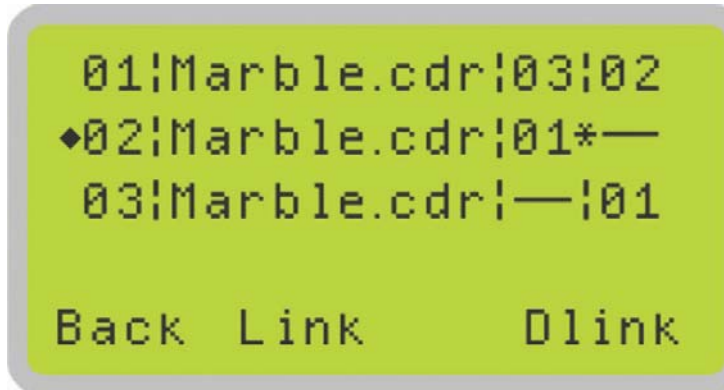 01¦Marble.cdr¦03¦02
◆02¦Marble.cdr¦01*——
03¦Marble.cdr¦——¦01
Back Link Dlink